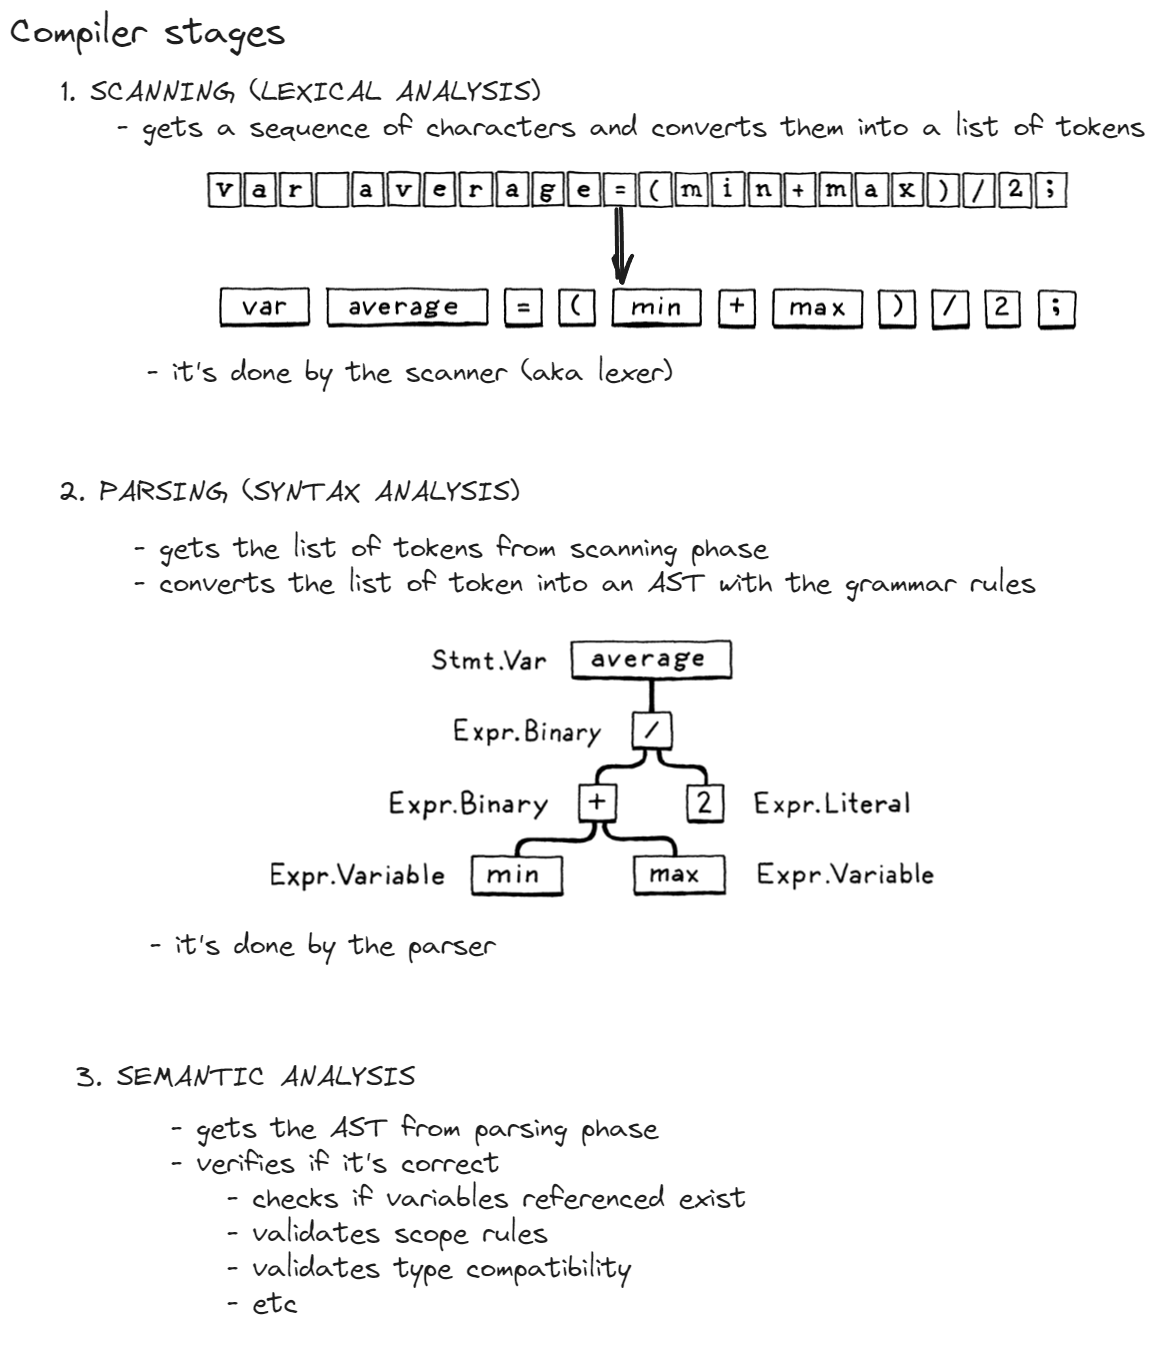 Compiler stages
1. SCANNING (LEXICAL ANALYSIS)
- gets a sequence of characters and converts them into a list of tokens
v a r a v e r a g e = ( m i n + m a x ) / 2 ;
var average = ( min + max ) / 2 ;
- it's done by the scanner (aka lexer)
2. PARSING (SYNTAX ANALYSIS)
- gets the list of tokens from scanning phase
- converts the list of token into an AST with the grammar rules
Stmt.Var average
Expr.Binary /
Expr.Binary + 2 Expr.Literal
Expr.Variable min max Expr.Variable
- it's done by the parser
3. SEMANTIC ANALYSIS
- gets the AST from parsing phase
- verifies if it's correct
- checks if variables referenced exist
- validates scope rules
- validates type compatibility
- etc